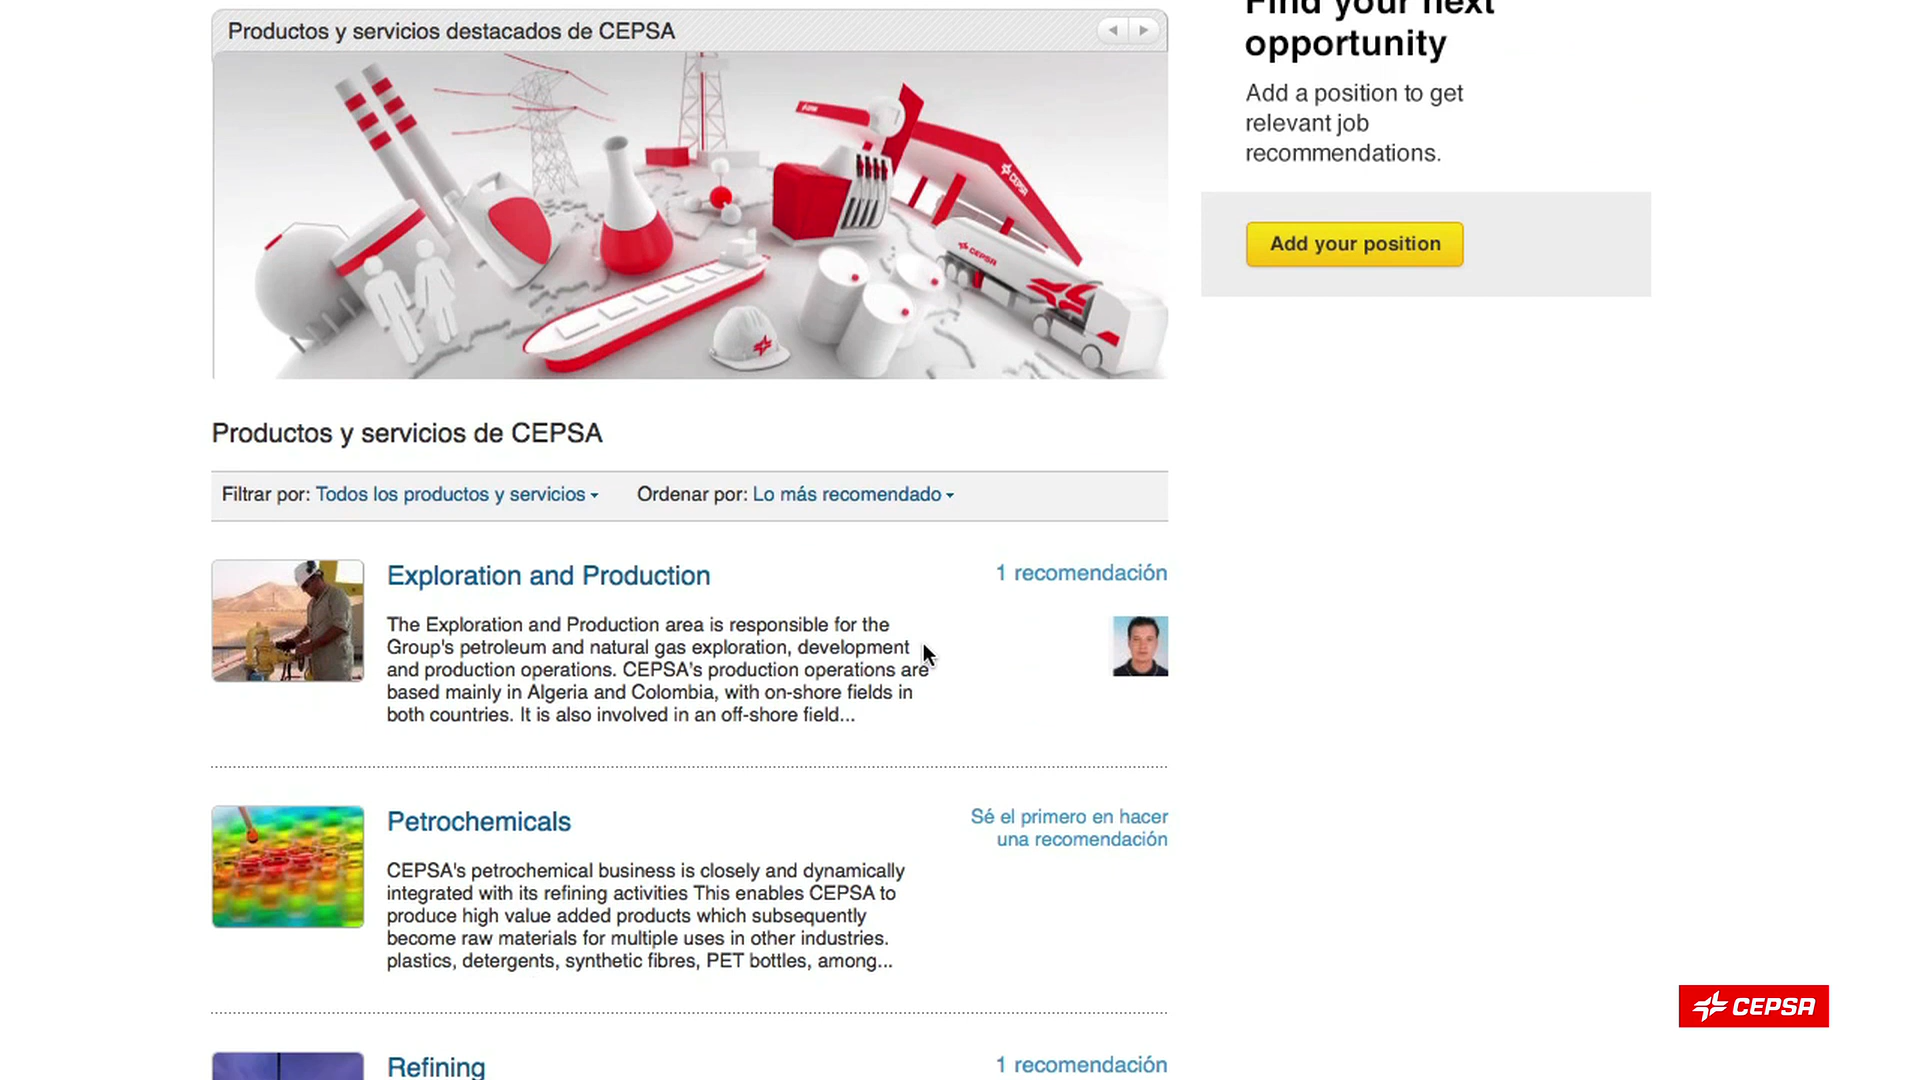 Productos y servicios destacados de CEPSA
Find your next
opportunity
Add a position to get
relevant job
recommendations.
Add your position
CEPSA
CEPSA
Productos y servicios de CEPSA
Filtrar por: Todos los productos y servicios
Ordenar por: Lo más recomendado
Exploration and Production
1 recomendación
The Exploration and Production area is responsible for the
Group's petroleum and natural gas exploration, development
and production operations. CEPSA's production operations are
based mainly in Algeria and Colombia, with on-shore fields in
both countries. It is also involved in an off-shore field...
Petrochemicals
Sé el primero en hacer
una recomendación
CEPSA's petrochemical business is closely and dynamically
integrated with its refining activities This enables CEPSA to
produce high value added products which subsequently
become raw materials for multiple uses in other industries.
plastics, detergents, synthetic fibres, PET bottles, among...
CEPSA
Refining
1 recomendación